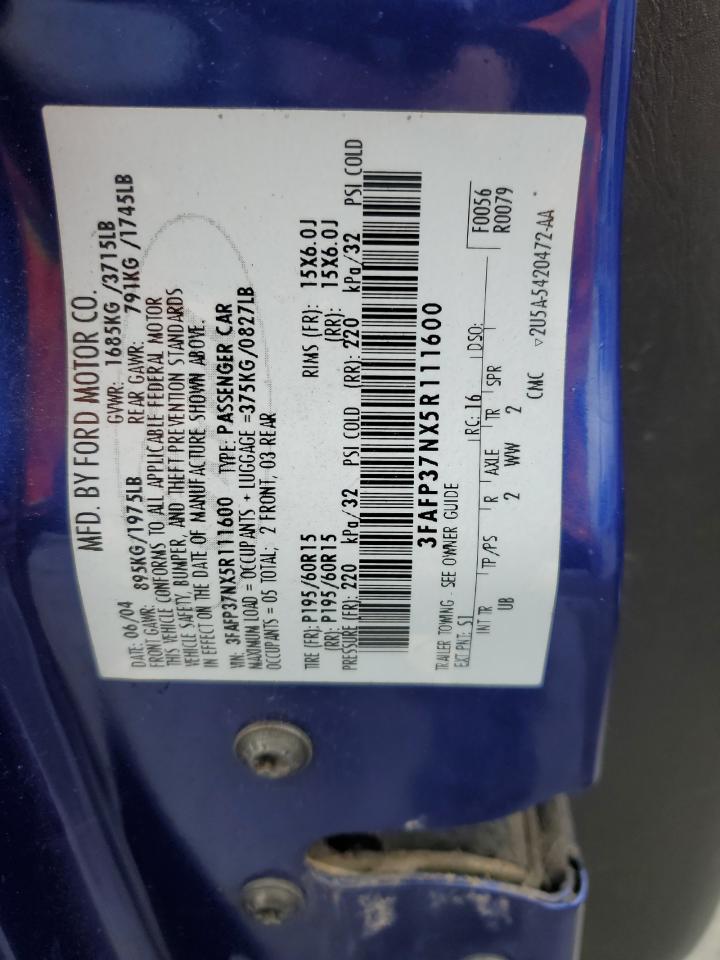 MFD. BY FORD MOTOR CO.
DATE: 06/04 GVWR: 1685KG /3715LB
FRONT GAWR: 895KG/1975LB REAR GAWR: 791KG /1745LB
THIS VEHICLE CONFORMS TO ALL APPLICABLE FEDERAL MOTOR
VEHICLE SAFETY, BUMPER, AND THEFT PREVENTION STANDARDS
IN EFFECT ON THE DATE OF MANUFACTURE SHOWN ABOVE.
VIN: 3FAFP37NX5R111600 TYPE: PASSENGER CAR
MAXIMUM LOAD = OCCUPANTS + LUGGAGE =375KG/0827LB
OCCUPANTS = 05 TOTAL; 2 FRONT, 03 REAR
TIRE (FR): P195/60R15 RIMS (FR): 15X6.0J
(RR): P195/60R15 (RR): 15X6.0J
PRESSURE (FR): 220 kPa/32 PSI COLD (RR): 220 kPa/32 PSI COLD
3FAFP37NX5R111600
TRAILER TOWING - SEE OWNER GUIDE
EXT PNT: S1 RC: 16 DSO: F0056
INT TR TP/PS R AXLE TR SPR R0079
UB 2 WW 2
CMC ▽2U5A-5420472-AA